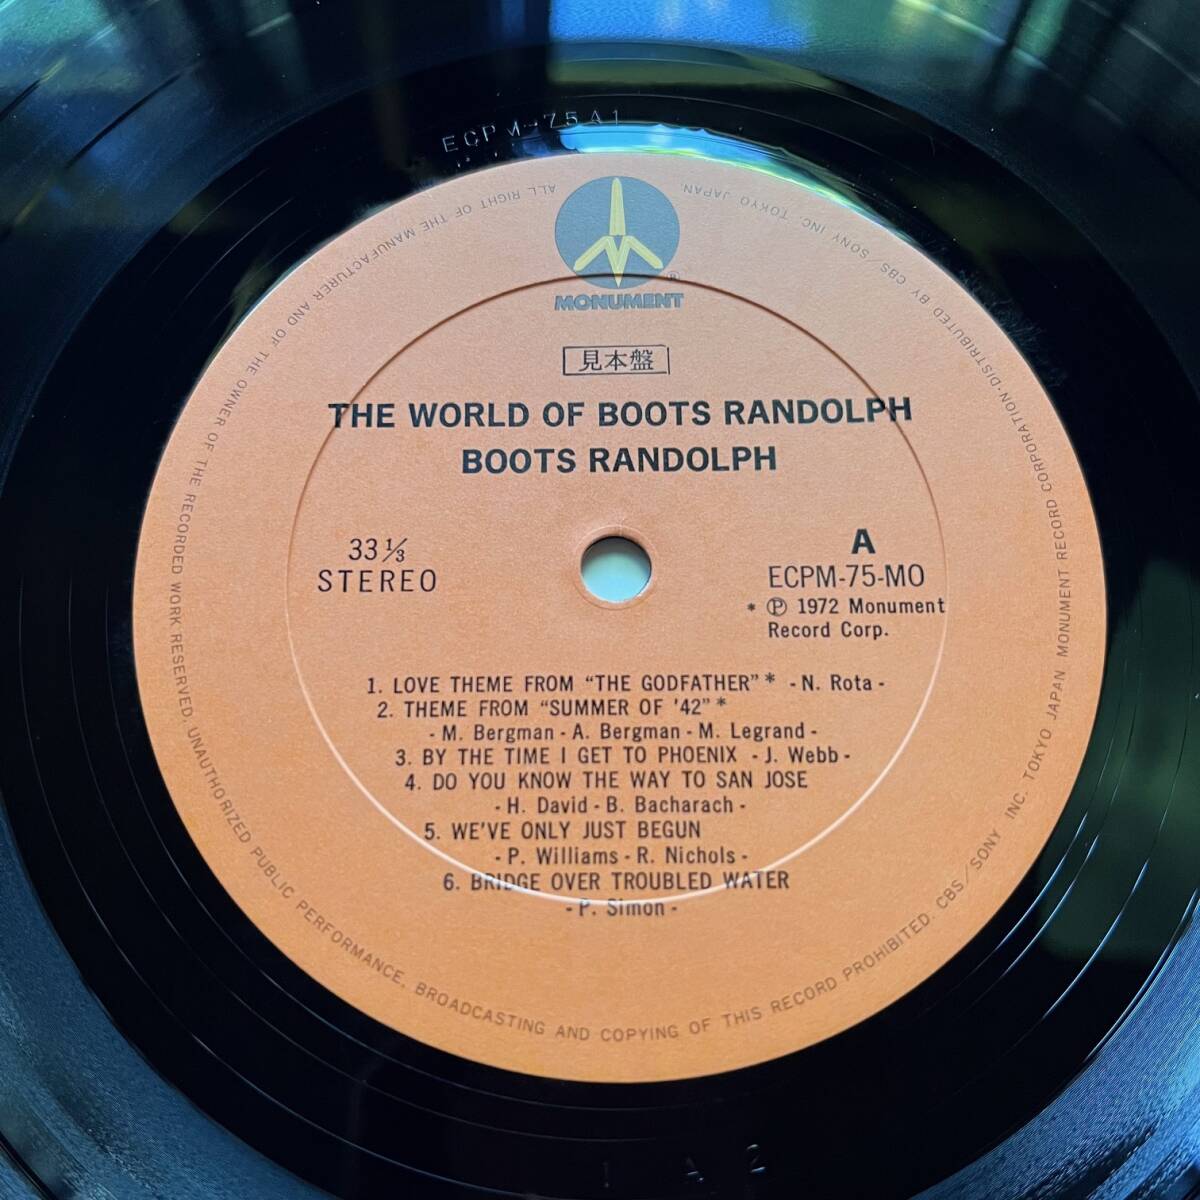 ECPM-75A1
MONUMENT
®
見本盤
THE WORLD OF BOOTS RANDOLPH
BOOTS RANDOLPH
33 1/3
STEREO
A
ECPM-75-MO
* Ⓟ 1972 Monument
Record Corp.
1. LOVE THEME FROM “THE GODFATHER”* - N. Rota -
2. THEME FROM “SUMMER OF '42”*
- M. Bergman - A. Bergman - M. Legrand -
3. BY THE TIME I GET TO PHOENIX - J. Webb -
4. DO YOU KNOW THE WAY TO SAN JOSE
- H. David - B. Bacharach -
5. WE'VE ONLY JUST BEGUN
- P. Williams - R. Nichols -
6. BRIDGE OVER TROUBLED WATER
- P. Simon -
ALL RIGHT OF THE MANUFACTURER AND OF THE OWNER OF THE RECORDED WORK RESERVED. UNAUTHORIZED PUBLIC PERFORMANCE, BROADCASTING AND COPYING OF THIS RECORD PROHIBITED. CBS/SONY INC. TOKYO JAPAN MONUMENT RECORD CORPORATION·DISTRIBUTED BY CBS/SONY INC. TOKYO JAPAN.
1 A 2